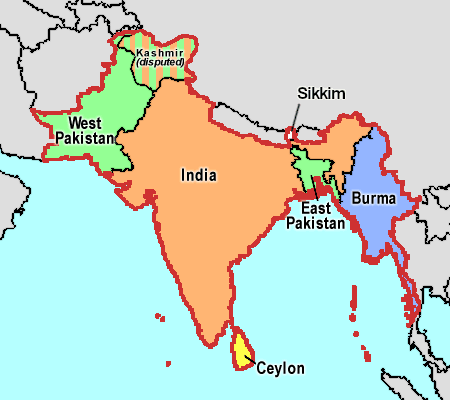 Kashmir
(disputed)
Sikkim
West
Pakistan
India
Burma
East
Pakistan
Ceylon